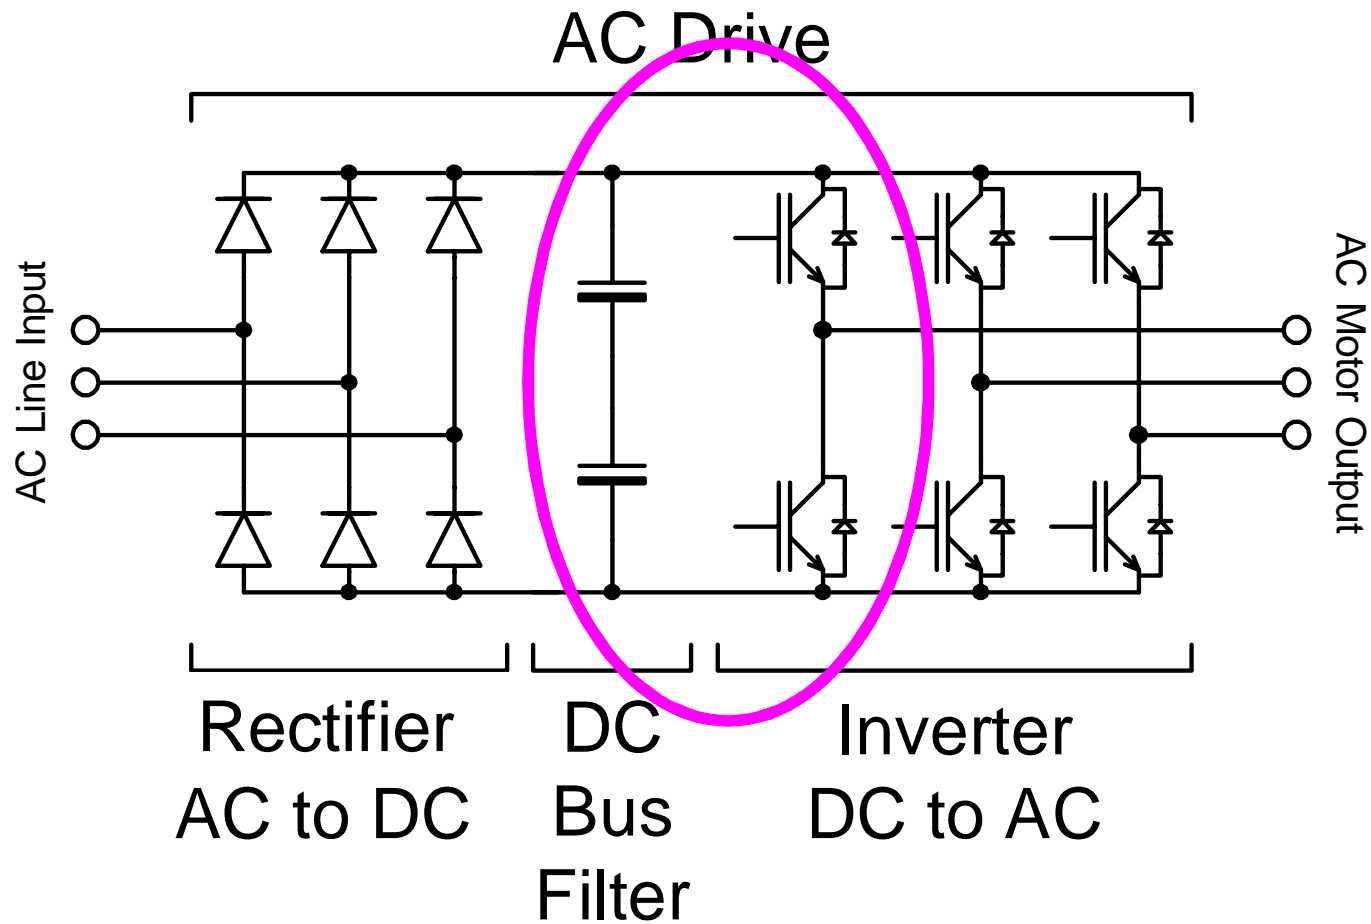 AC Drive
AC Line Input
AC Motor Output
Rectifier
AC to DC
DC
Bus
Filter
Inverter
DC to AC